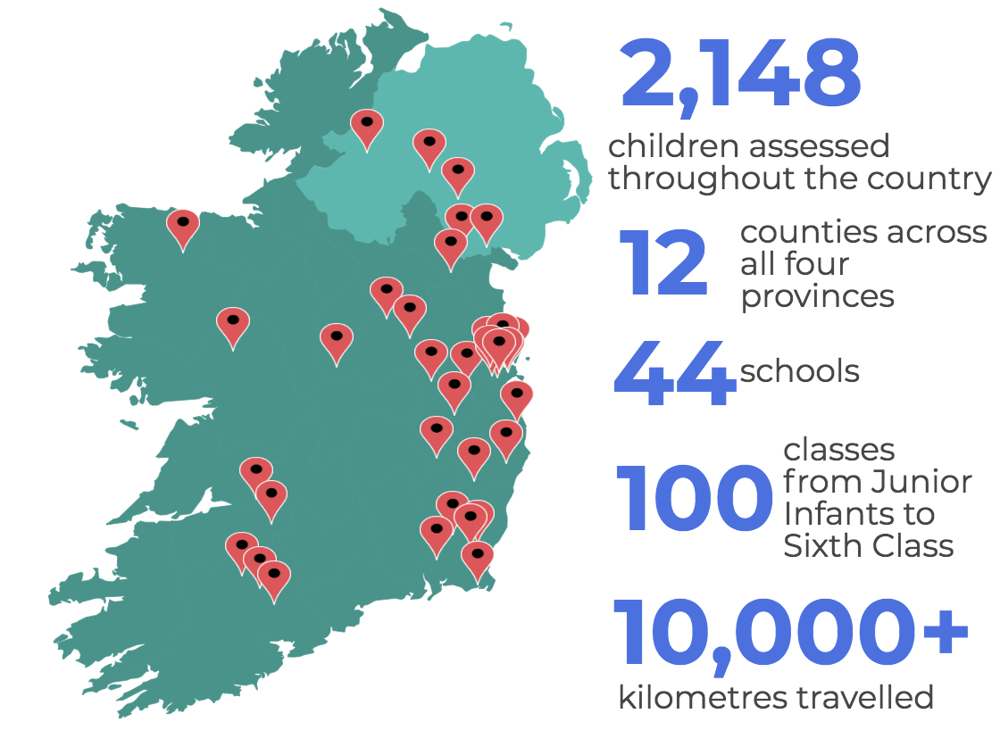 2,148
children assessed
throughout the country
12
counties across
all four
provinces
44
schools
100
classes
from Junior
Infants to
Sixth Class
10,000+
kilometres travelled